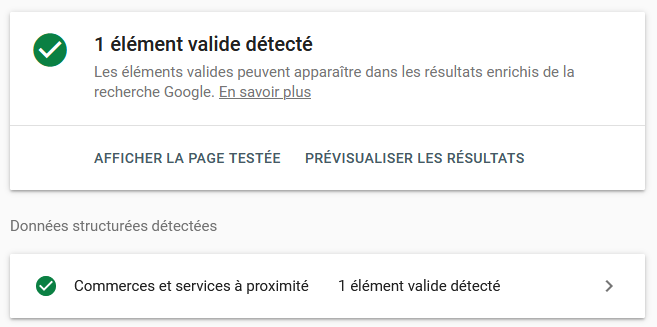 1 élément valide détecté
Les éléments valides peuvent apparaître dans les résultats enrichis de la
recherche Google. En savoir plus
AFFICHER LA PAGE TESTÉE PRÉVISUALISER LES RÉSULTATS
Données structurées détectées
Commerces et services à proximité 1 élément valide détecté